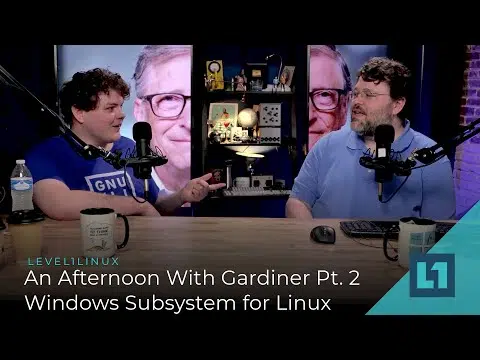 GNU
LEVEL1LINUX
An Afternoon With Gardiner Pt. 2
Windows Subsystem for Linux
L1